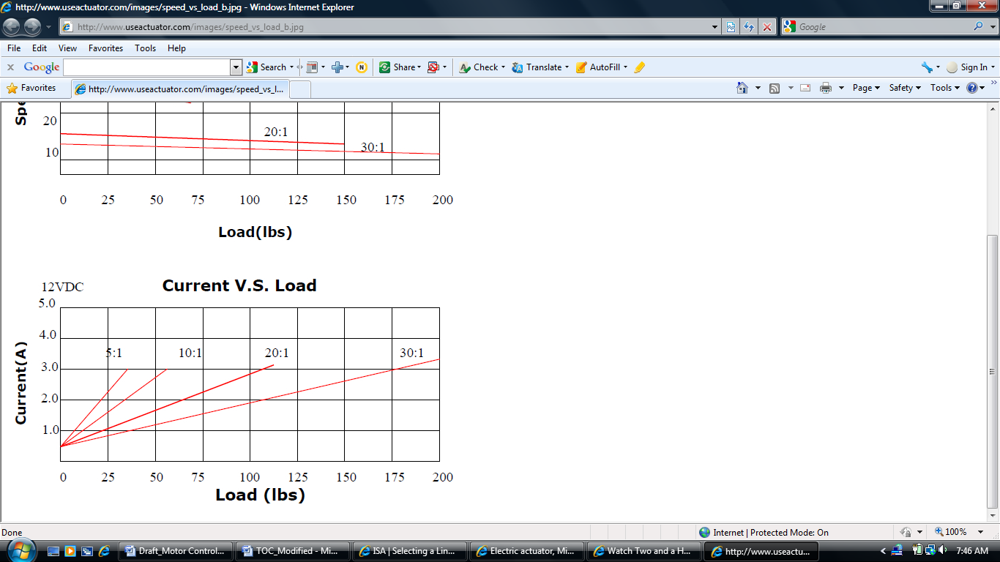 http://www.useactuator.com/images/speed_vs_load_b.jpg - Windows Internet Explorer
http://www.useactuator.com/images/speed_vs_load_b.jpg Google
File Edit View Favorites Tools Help
x Google Search Share Check Translate AutoFill Sign In
Favorites http://www.useactuator.com/images/speed_vs_l... Page Safety Tools
Spe
20
20:1
30:1
10
0 25 50 75 100 125 150 175 200
Load(lbs)
12VDC Current V.S. Load
5.0
4.0
5:1 10:1 20:1 30:1
3.0
Current(A)
2.0
1.0
0 25 50 75 100 125 150 175 200
Load (lbs)
Done Internet | Protected Mode: On 100%
Draft_Motor Control... TOC_Modified - Mi... ISA | Selecting a Lin... Electric actuator, Mi... Watch Two and a H... http://www.useactu... 7:46 AM